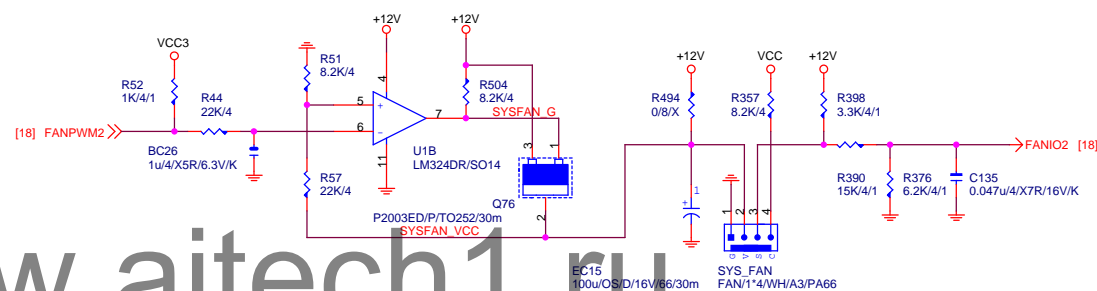 +12V
+12V
VCC3
R51
8.2K/4
R52
1K/4/1
R44
22K/4
4
5
+
6
-
7
11
R504
8.2K/4
SYSFAN_G
[18] FANPWM2
BC26
1u/4/X5R/6.3V/K
U1B
LM324DR/SO14
R57
22K/4
3
1
Q76
2
P2003ED/P/TO252/30m
SYSFAN_VCC
+12V
VCC
+12V
R494
0/8/X
R357
8.2K/4
R398
3.3K/4/1
FANIO2 [18]
R390
15K/4/1
R376
6.2K/4/1
C135
0.047u/4/X7R/16V/K
+
1
1
2
3
4
G
V
S
C
EC15
100u/OS/D/16V/66/30m
SYS_FAN
FAN/1*4/WH/A3/PA66
w.aitech1.ru